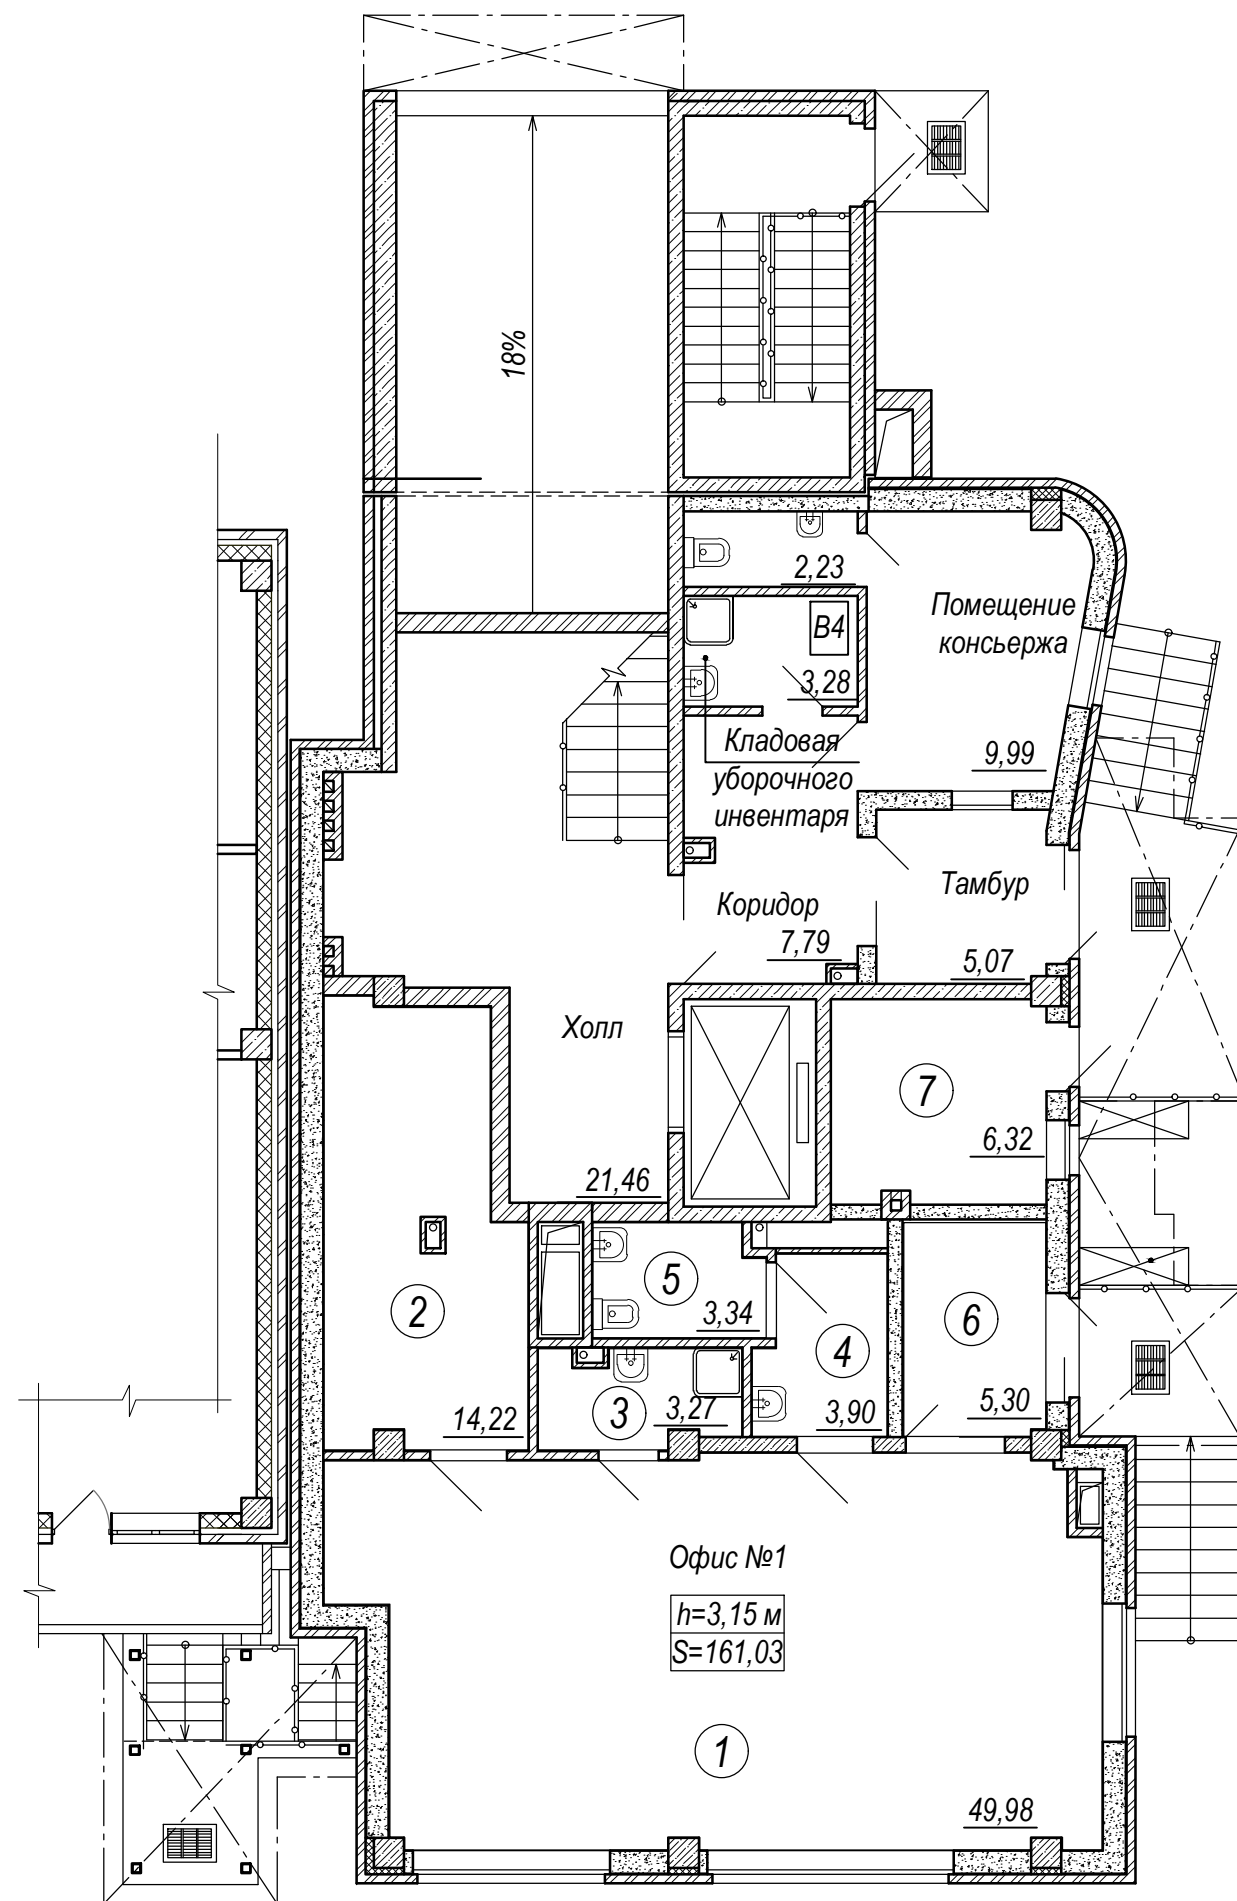 18%
2,23
Помещение
консьержа
В4
3,28
Кладовая
уборочного
инвентаря
9,99
Тамбур
Коридор
7,79
5,07
Холл
7
6,32
21,46
5
3,34
2
6
4
14,22
3
3,27
3,90
5,30
Офис №1
h=3,15 м
S=161,03
1
49,98